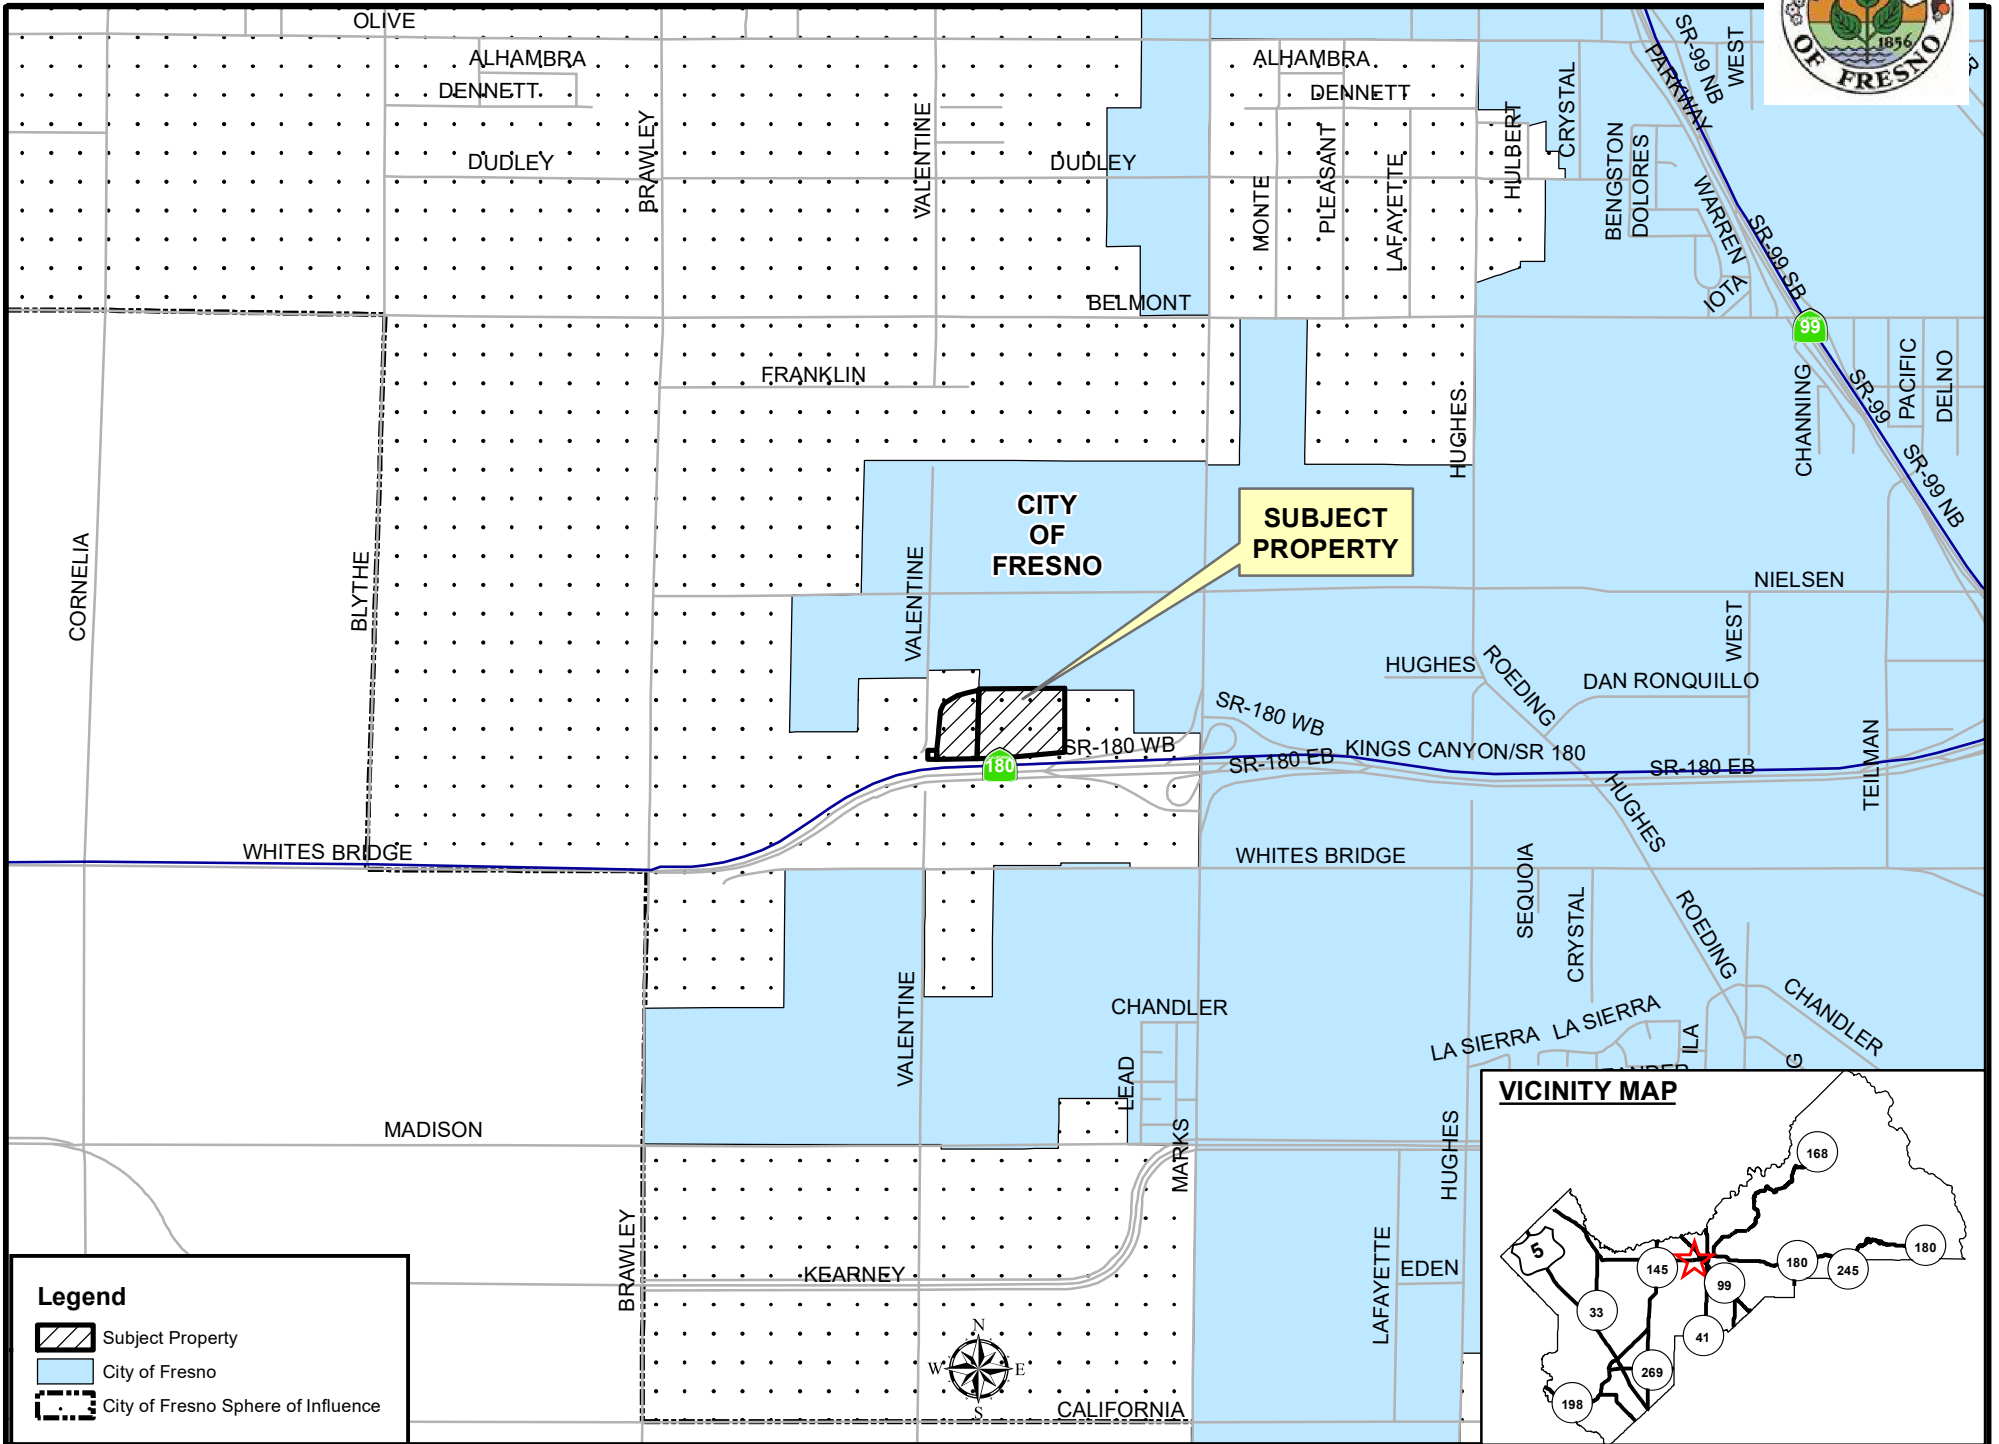 OLIVE
ALHAMBRA
DENNETT
DUDLEY
BRAWLEY
VALENTINE
DUDLEY
ALHAMBRA
DENNETT
MONTE
PLEASANT
LAFAYETTE
HULBERT
CRYSTAL
BENGSTON
DOLORES
PARKWAY
SR-99 NB
WEST
1856
OF FRESNO
WARREN
SR-99 SB
IOTA
BELMONT
99
FRANKLIN
HUGHES
CHANNING
SR-99
PACIFIC
DELNO
SR-99 NB
CORNELIA
BLYTHE
VALENTINE
CITY
OF
FRESNO
SUBJECT
PROPERTY
NIELSEN
WEST
HUGHES
ROEDING
DAN RONQUILLO
SR-180 WB
SR-180 WB
180
SR-180 EB
KINGS CANYON/SR 180
SR-180 EB
TEILMAN
HUGHES
WHITES BRIDGE
WHITES BRIDGE
SEQUOIA
CRYSTAL
ROEDING
VALENTINE
CHANDLER
CHANDLER
LA SIERRA
LA SIERRA
ILA
LEAD
MADISON
MARKS
HUGHES
BRAWLEY
KEARNEY
LAFAYETTE
EDEN
CALIFORNIA
N
W
E
S
Legend
Subject Property
City of Fresno
City of Fresno Sphere of Influence
VICINITY MAP
168
5
145
180
245
180
99
33
41
269
198